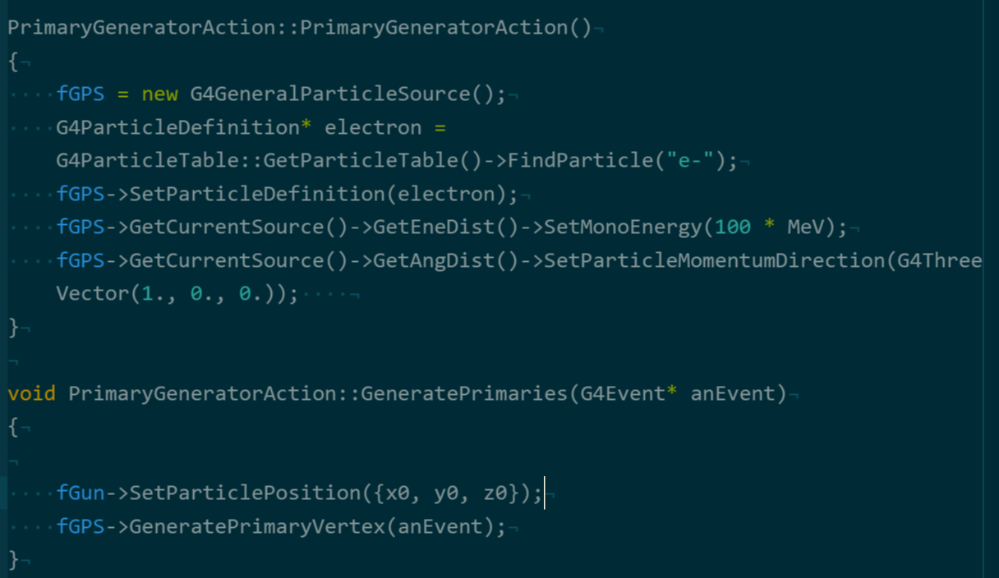 PrimaryGeneratorAction::PrimaryGeneratorAction()¬
{¬
····fGPS = new G4GeneralParticleSource();¬
····G4ParticleDefinition* electron =
G4ParticleTable::GetParticleTable()->FindParticle("e-");¬
····fGPS->SetParticleDefinition(electron);¬
····fGPS->GetCurrentSource()->GetEneDist()->SetMonoEnergy(100 * MeV);¬
····fGPS->GetCurrentSource()->GetAngDist()->SetParticleMomentumDirection(G4Three
Vector(1., 0., 0.));····¬
}¬
¬
void PrimaryGeneratorAction::GeneratePrimaries(G4Event* anEvent)¬
{¬
¬
····fGun->SetParticlePosition({x0, y0, z0});¬
····fGPS->GeneratePrimaryVertex(anEvent);¬
}¬